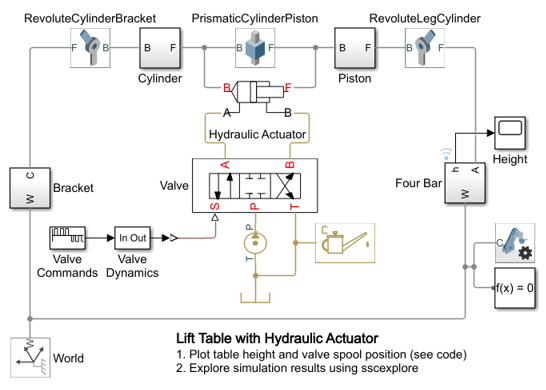 RevoluteCylinderBracket
PrismaticCylinderPiston
RevoluteLegCylinder
F B
B F
B F
B F
B F
Cylinder
Piston
B F
A B
Hydraulic Actuator
C
W
Bracket
Valve
A B
S P T
h A
W
Four Bar
Height
Valve
Commands
In Out
Valve
Dynamics
P
T
C
C
f(x) = 0
W
World
Lift Table with Hydraulic Actuator
1. Plot table height and valve spool position (see code)
2. Explore simulation results using sscexplore